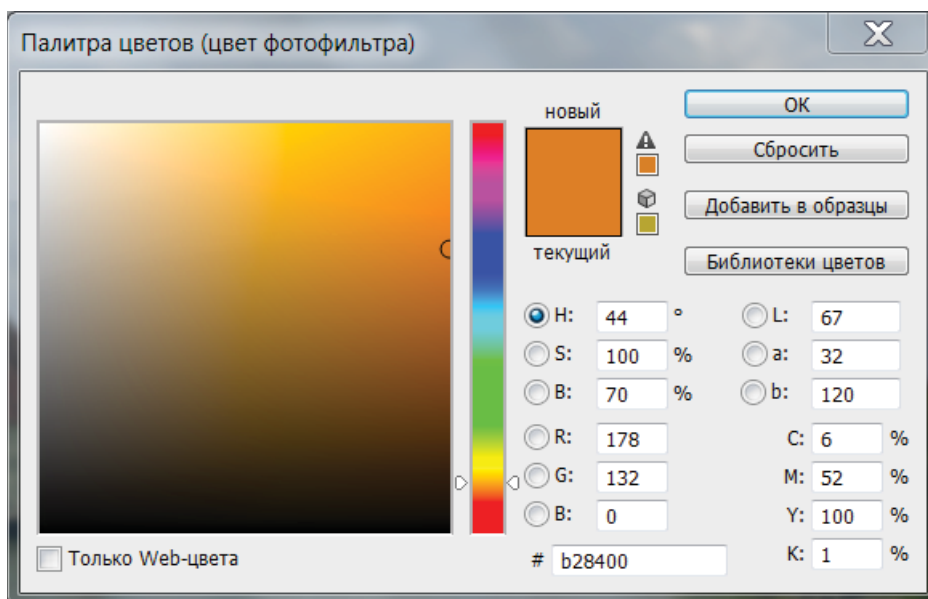 Палитра цветов (цвет фотофильтра)
новый
текущий
OK
Сбросить
Добавить в образцы
Библиотеки цветов
H: 44 °
S: 100 %
B: 70 %
R: 178
G: 132
B: 0
# b28400
L: 67
a: 32
b: 120
C: 6 %
M: 52 %
Y: 100 %
K: 1 %
Только Web-цвета